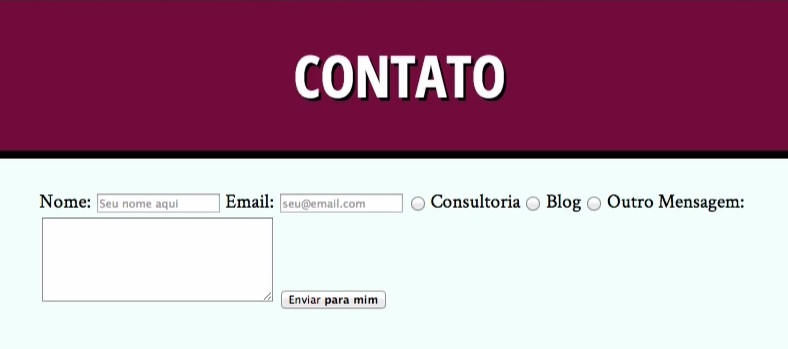 CONTATO
Nome: Seu nome aqui Email: seu@email.com Consultoria Blog Outro Mensagem:
Enviar para mim